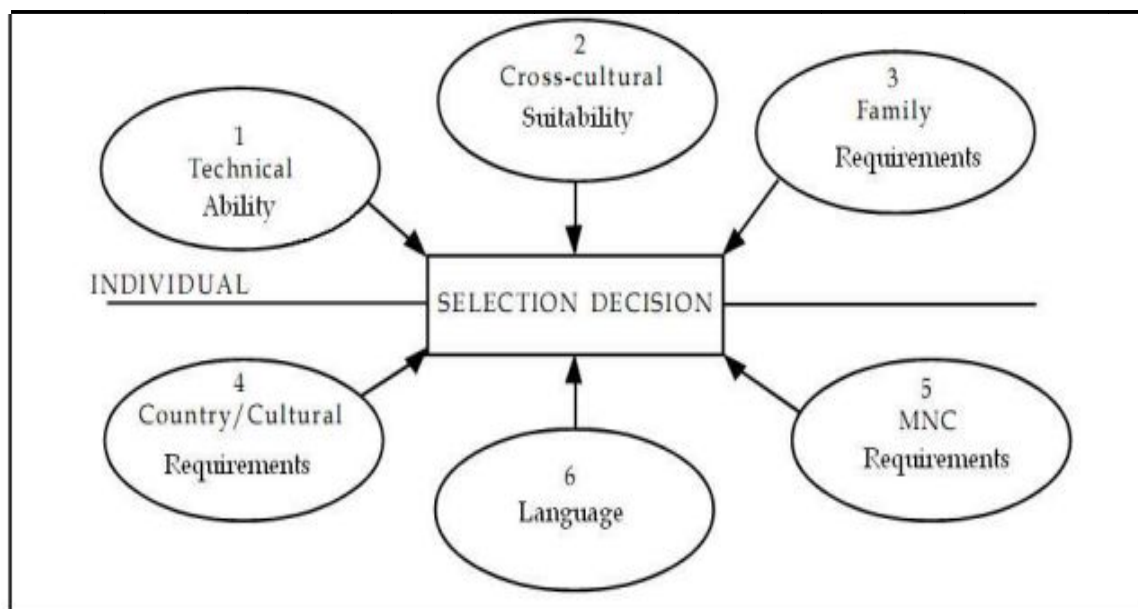 1
Technical
Ability
2
Cross-cultural
Suitability
3
Family
Requirements
INDIVIDUAL
SELECTION DECISION
4
Country/Cultural
Requirements
6
Language
5
MNC
Requirements